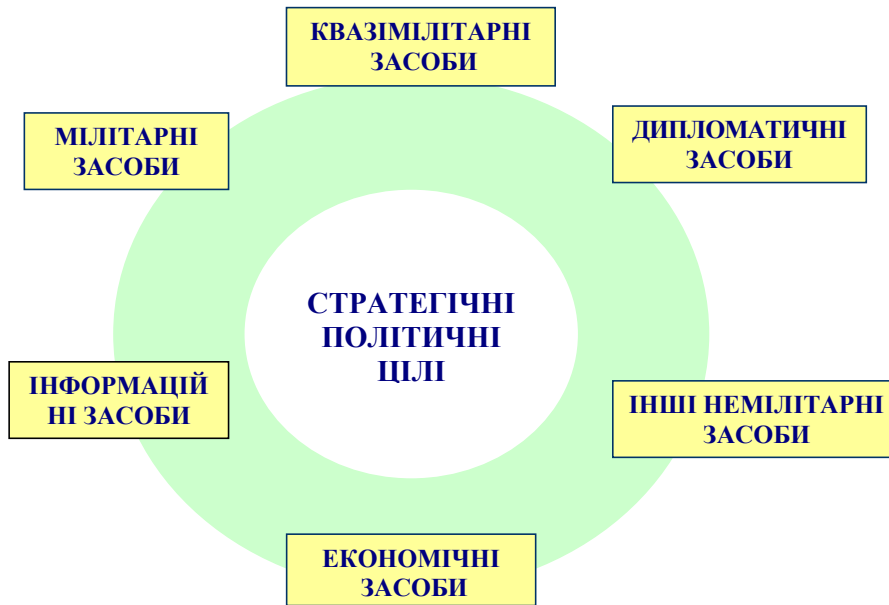 КВАЗІМІЛІТАРНІ
ЗАСОБИ
МІЛІТАРНІ
ЗАСОБИ
ДИПЛОМАТИЧНІ
ЗАСОБИ
СТРАТЕГІЧНІ
ПОЛІТИЧНІ
ЦІЛІ
ІНФОРМАЦІЙ
НІ ЗАСОБИ
ІНШІ НЕМІЛІТАРНІ
ЗАСОБИ
ЕКОНОМІЧНІ
ЗАСОБИ